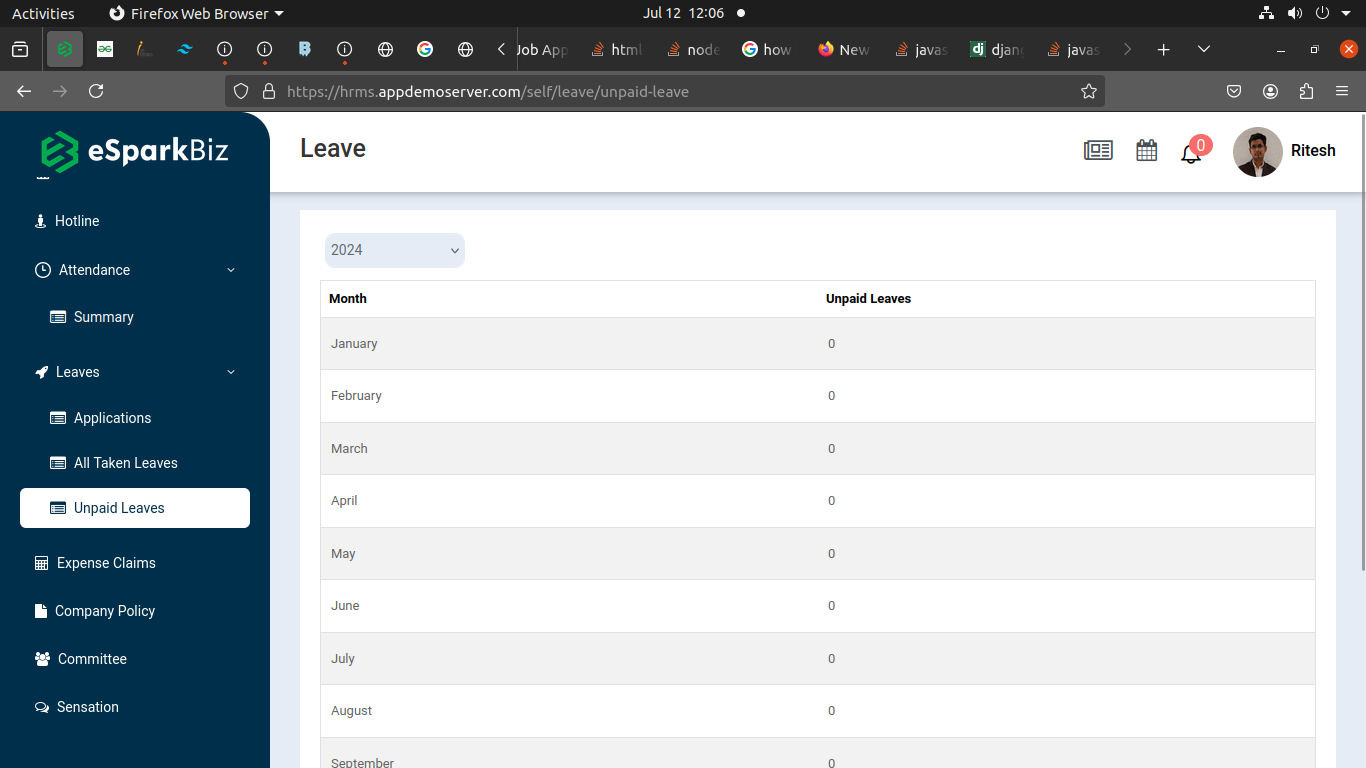 Activities Firefox Web Browser Jul 12 12:06
Job App html node how New javas djan javas
https://hrms.appdemoserver.com/self/leave/unpaid-leave
eSparkBiz
Hotline
Attendance
Summary
Leaves
Applications
All Taken Leaves
Unpaid Leaves
Expense Claims
Company Policy
Committee
Sensation
Leave
0
Ritesh
2024
Month Unpaid Leaves
January 0
February 0
March 0
April 0
May 0
June 0
July 0
August 0
September 0